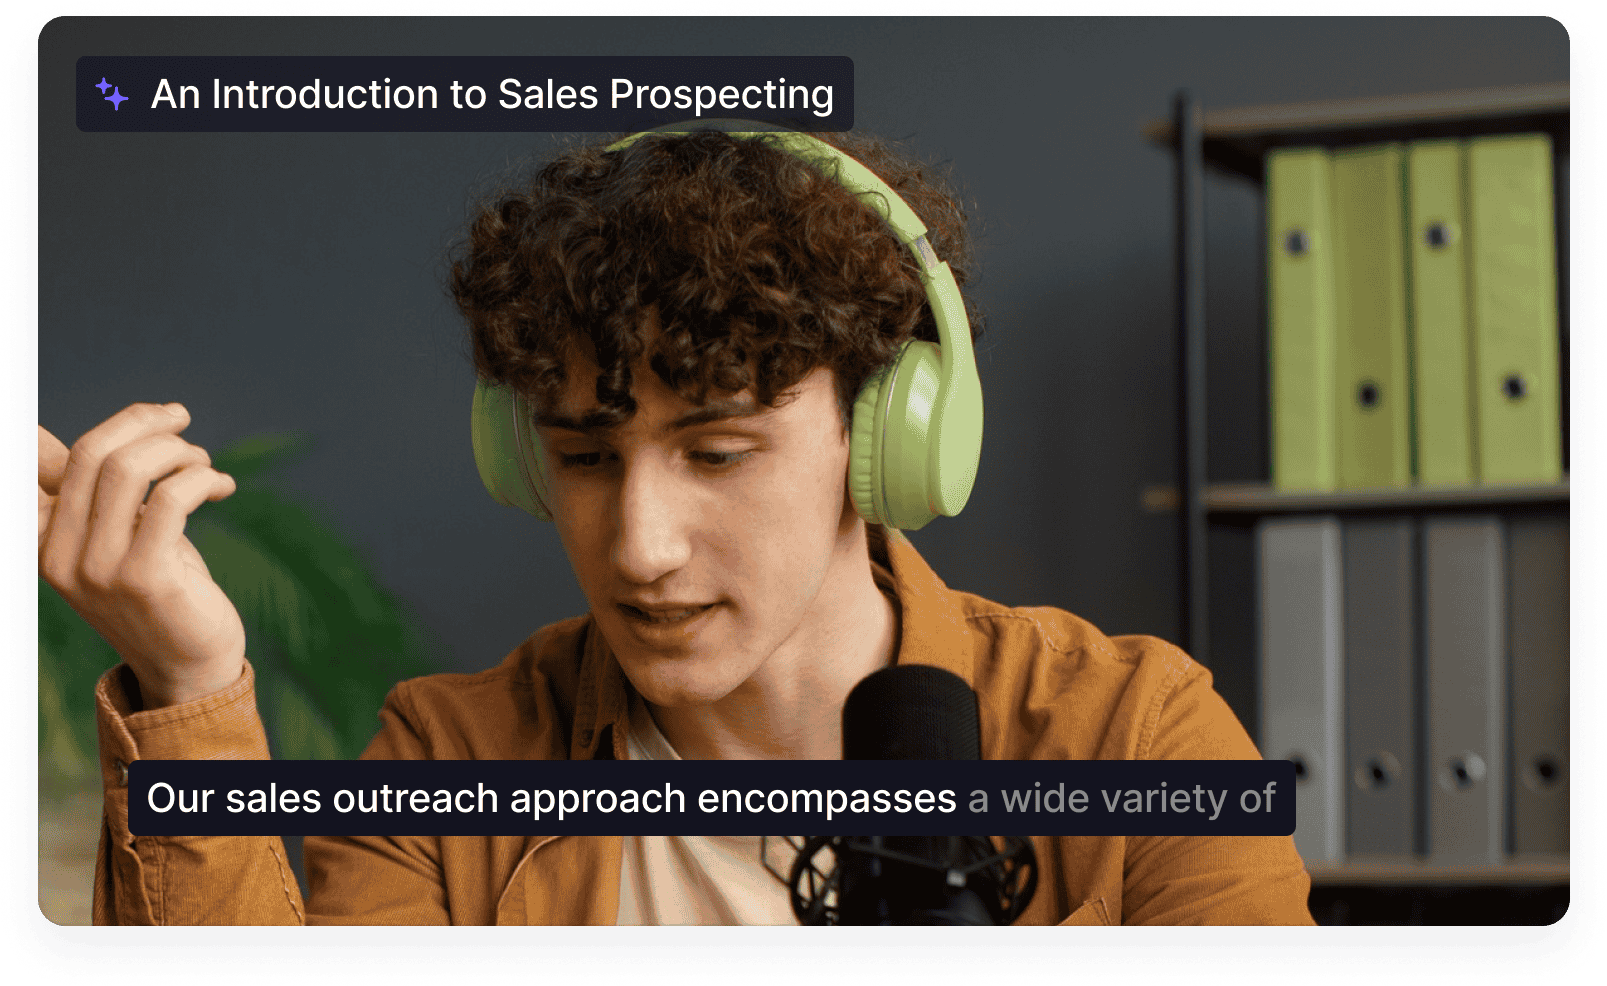 An Introduction to Sales Prospecting
Our sales outreach approach encompasses a wide variety of